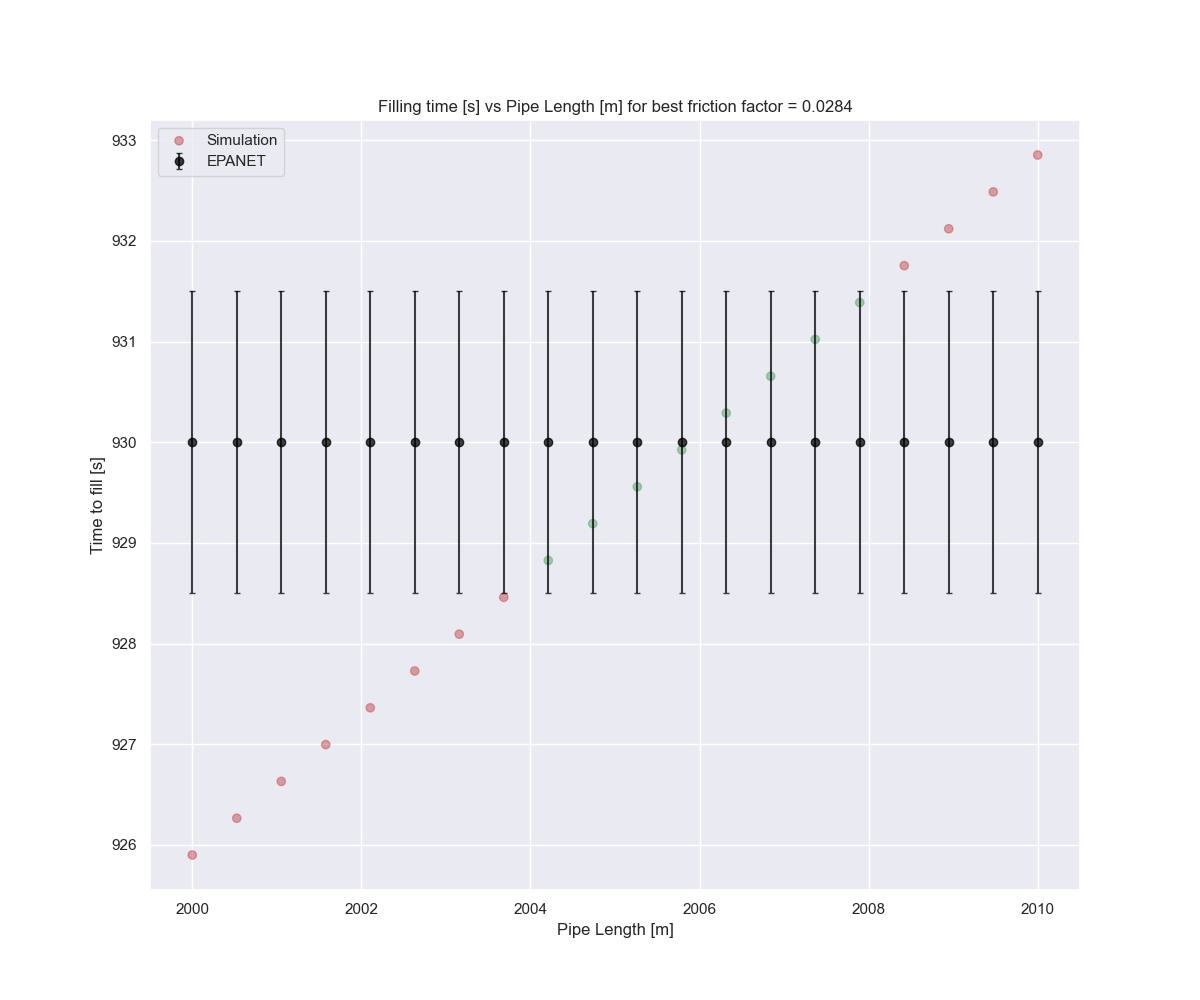 Filling time [s] vs Pipe Length [m] for best friction factor = 0.0284
Simulation
EPANET
933
932
931
930
929
928
927
926
Time to fill [s]
2000 2002 2004 2006 2008 2010
Pipe Length [m]